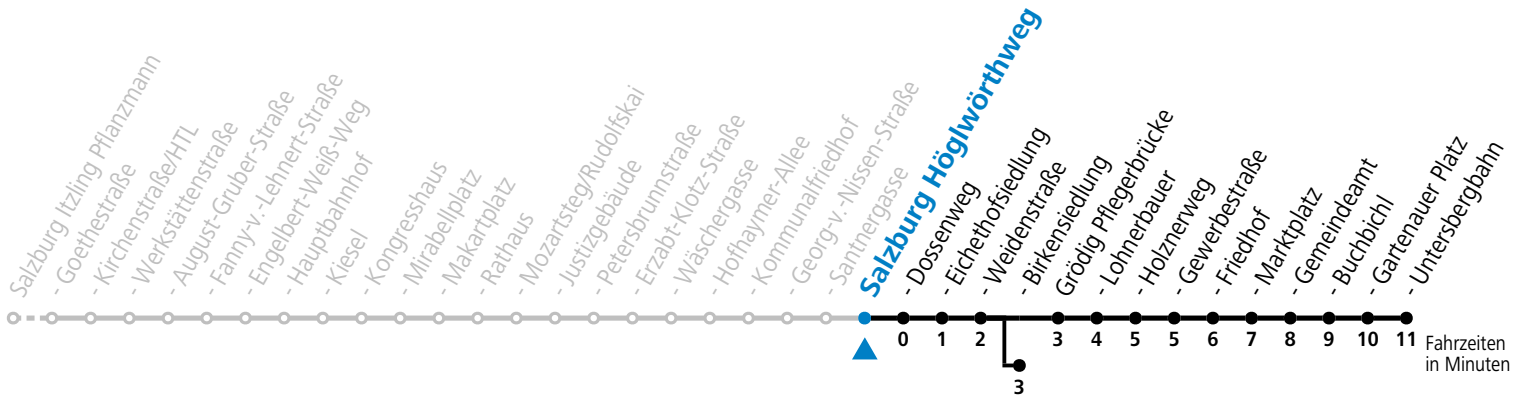 Salzburg Itzling Pflanzmann
- Goethestraße
- Kirchenstraße/HTL
- Werkstättenstraße
- August-Gruber-Straße
- Fanny-v.-Lehnert-Straße
- Engelbert-Weiß-Weg
- Hauptbahnhof
- Kiesel
- Kongresshaus
- Mirabellplatz
- Makartplatz
- Rathaus
- Mozartsteg/Rudolfskai
- Justizgebäude
- Petersbrunnstraße
- Erzabt-Klotz-Straße
- Wäschergasse
- Hofhaymer-Allee
- Kommunalfriedhof
- Georg-v.-Nissen-Straße
- Santnergasse
Salzburg Höglwörthweg
- Dossenweg
- Eichethofsiedlung
- Weidenstraße
- Birkensiedlung
Grödig Pflegerbrücke
- Lohnerbauer
- Holznerweg
- Gewerbestraße
- Friedhof
- Marktplatz
- Gemeindeamt
- Buchbichl
- Gartenauer Platz
- Untersbergbahn
0 1 2 3 4 5 5 6 7 8 9 10 11
Fahrzeiten
in Minuten
3